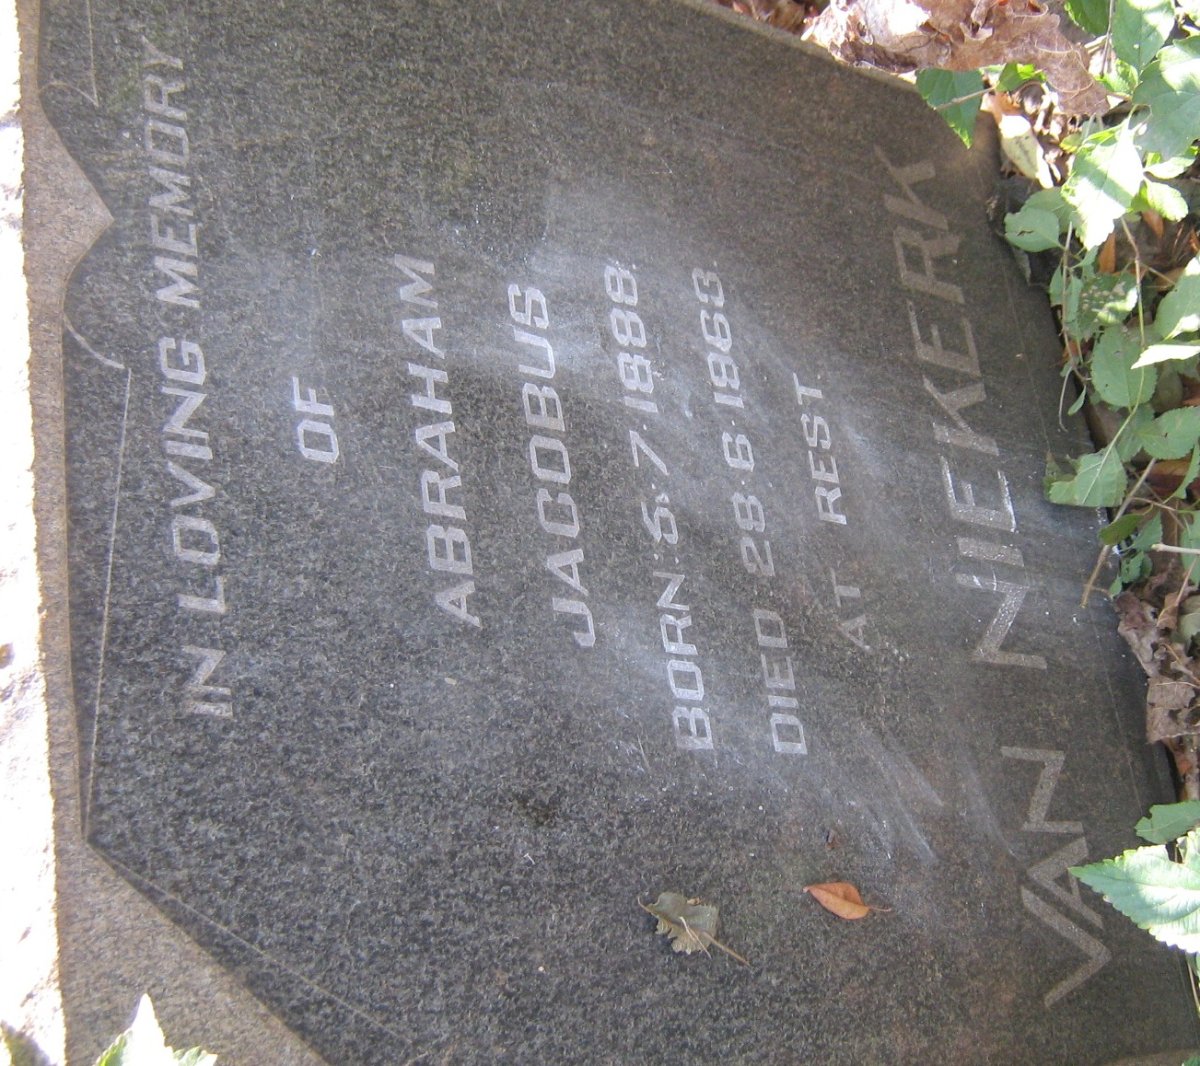 IN LOVING MEMORY
OF
ABRAHAM
JACOBUS
BORN 5·7·1888.
DIED 28·6·1963.
AT REST
VAN NIEKERK